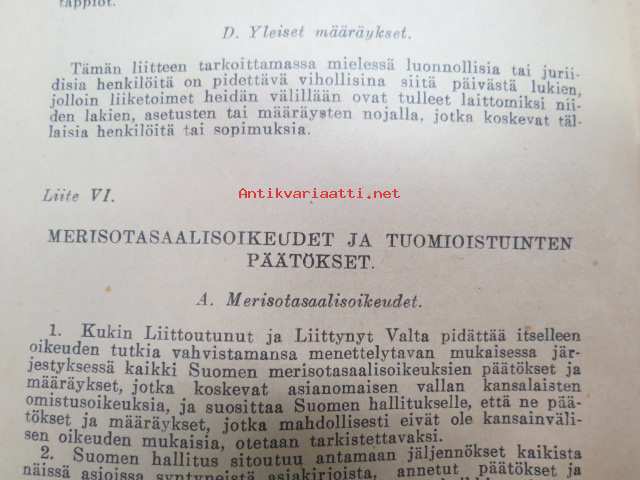 tappiot.
D. Yleiset määräykset.
Tämän liitteen tarkoittamassa mielessä luonnollisia tai juriі-
disia henkilöitä on pidettävä vihollisina siitä päivästä lukien,
jolloin liiketoimet heidän välillään ovat tulleet laittomiksi nii-
den lakien, asetusten tai määräysten nojalla, jotka koskevat täl-
laisia henkilöitä tai sopimuksia.
Antikvariaatti.net
Liite VI.
MERISOTASAALISOIKEUDET JA TUOMIOISTUINTEN
PÄÄTÖKSET.
A. Merisotasaalisoikeudet.
1. Kukin Liittoutunut ja Liittynyt Valta pidättää itselleen
oikeuden tutkia vahvistamansa menettelytavan mukaisessa jär-
jestyksessä kaikki Suomen merisotasaalisoikeuksien päätökset ja
määräykset, jotka koskevat asianomaisen vallan kansalaisten
omistusoikeuksia, ja suosittaa Suomen hallitukselle, että ne pää-
tökset ja määräykset, jotka mahdollisesti eivät ole kansainväli-
sen oikeuden mukaisia, otetaan tarkistettavaksi.
2. Suomen hallitus sitoutuu antamaan jäljennökset kaikista
näissä asioissa syntyneistä asiakirjoista, annetut päätökset ja